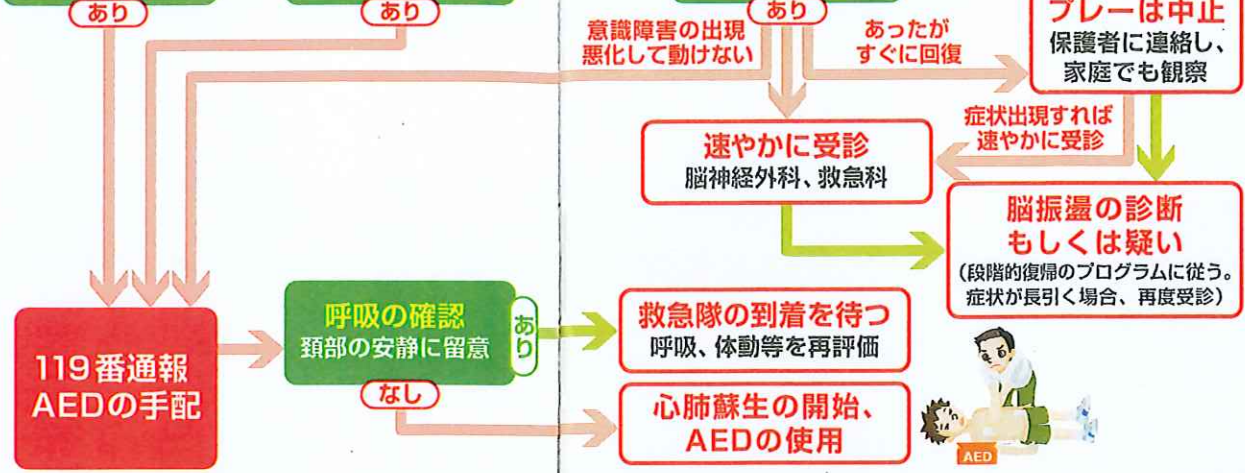 あり
あり
あり
プレーは中止
保護者に連絡し、
家庭でも観察
意識障害の出現
悪化して動けない
あったが
すぐに回復
症状出現すれば
速やかに受診
速やかに受診
脳神経外科、救急科
脳振盪の診断
もしくは疑い
(段階的復帰のプログラムに従う。
症状が長引く場合、再度受診)
119番通報
AEDの手配
呼吸の確認
頚部の安静に留意
あり
なし
救急隊の到着を待つ
呼吸、体動等を再評価
心肺蘇生の開始、
AEDの使用
AED